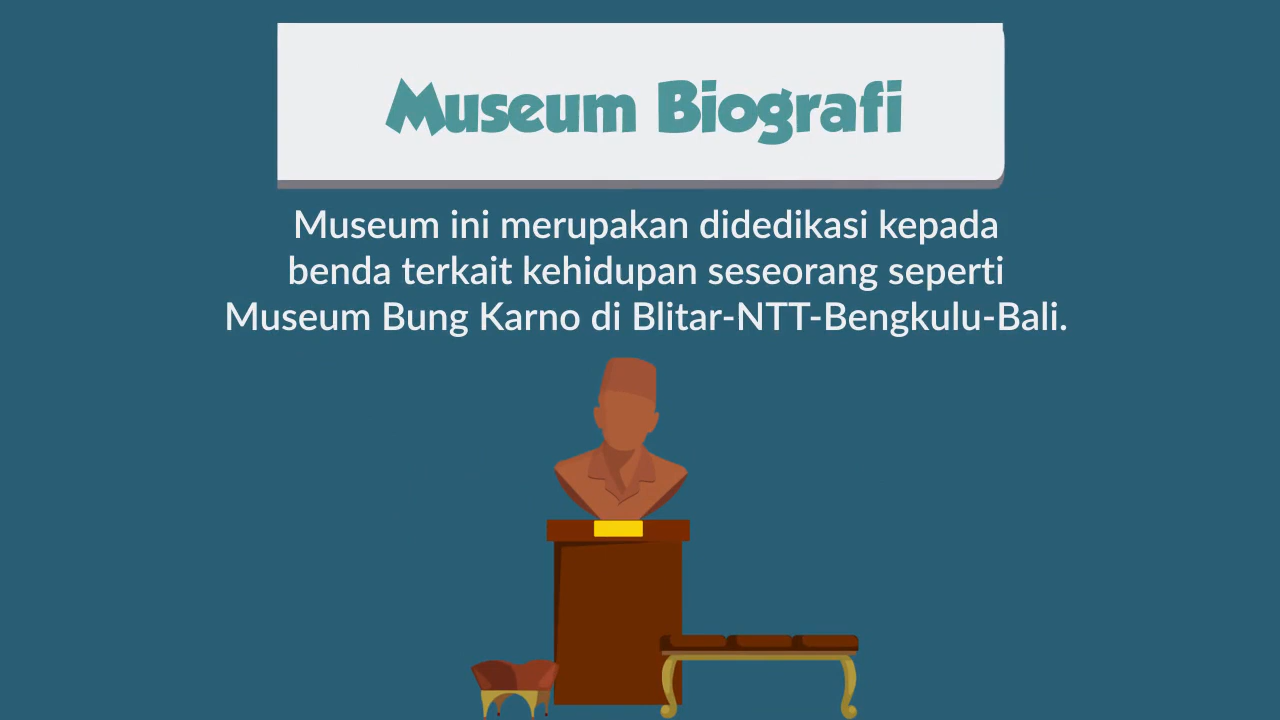 Museum Biografi
Museum ini merupakan didedikasi kepada
benda terkait kehidupan seseorang seperti
Museum Bung Karno di Blitar-NTT-Bengkulu-Bali.